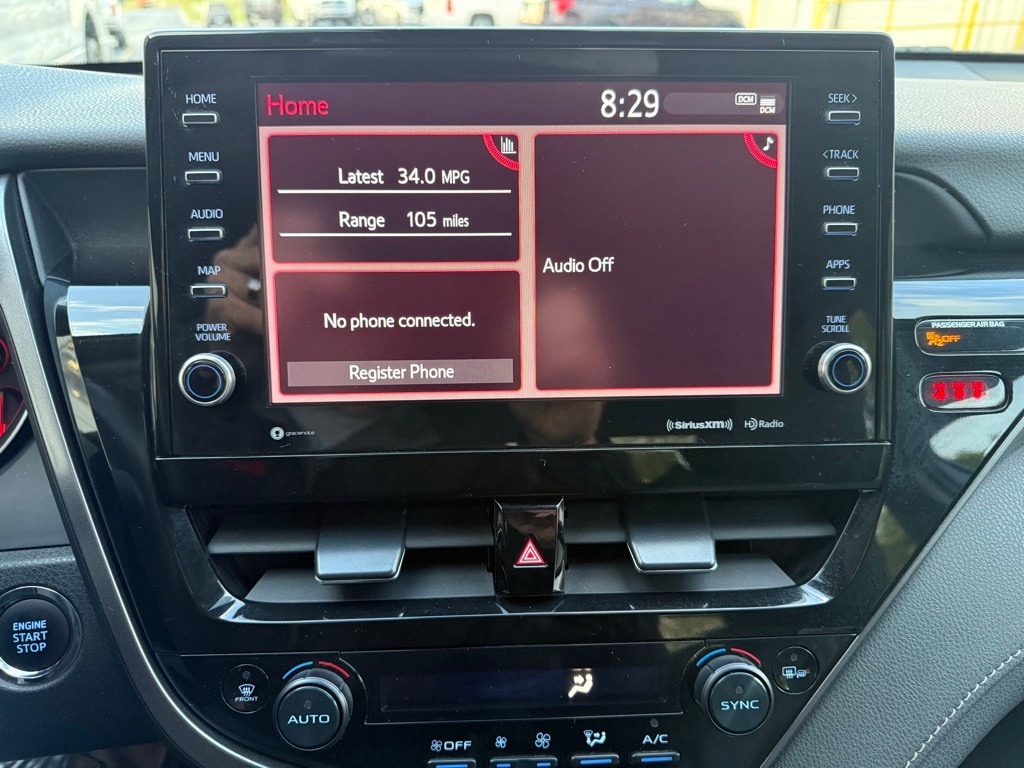 HOME
MENU
AUDIO
MAP
POWER
VOLUME
Home
8:29
DCM
DCM
Latest 34.0 MPG
Range 105 miles
No phone connected.
Register Phone
Audio Off
SEEK>
<TRACK
PHONE
APPS
TUNE
SCROLL
gracenote
((SiriusXM))
HD Radio
PASSENGER AIR BAG
OFF
ENGINE
START
STOP
FRONT
AUTO
SYNC
OFF
A/C